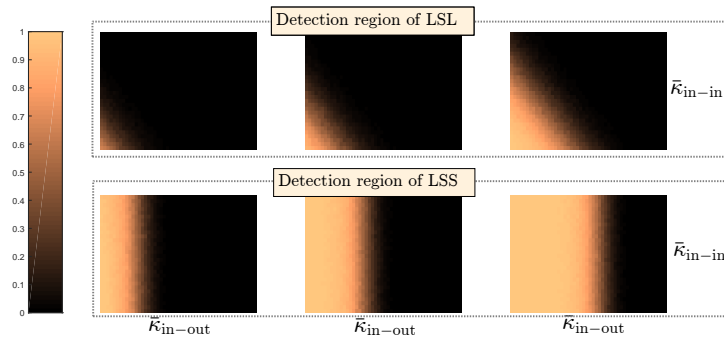 Detection region of LSL
1
0.9
0.8
0.7
0.6
0.5
0.4
0.3
0.2
0.1
0
κ̄in−in
Detection region of LSS
κ̄in−in
κ̄in−out
κ̄in−out
κ̄in−out